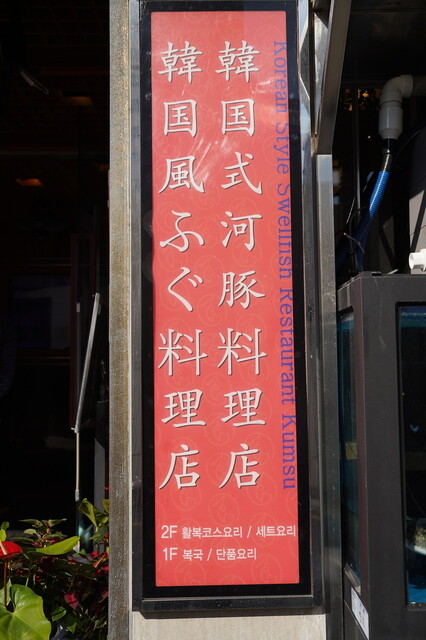 Korean Style Swellfish Restaurant Kumsu
韓国式河豚料理店
韓国風ふぐ料理店
2F 활복코스요리 / 세트요리
1F 복국 / 단품요리